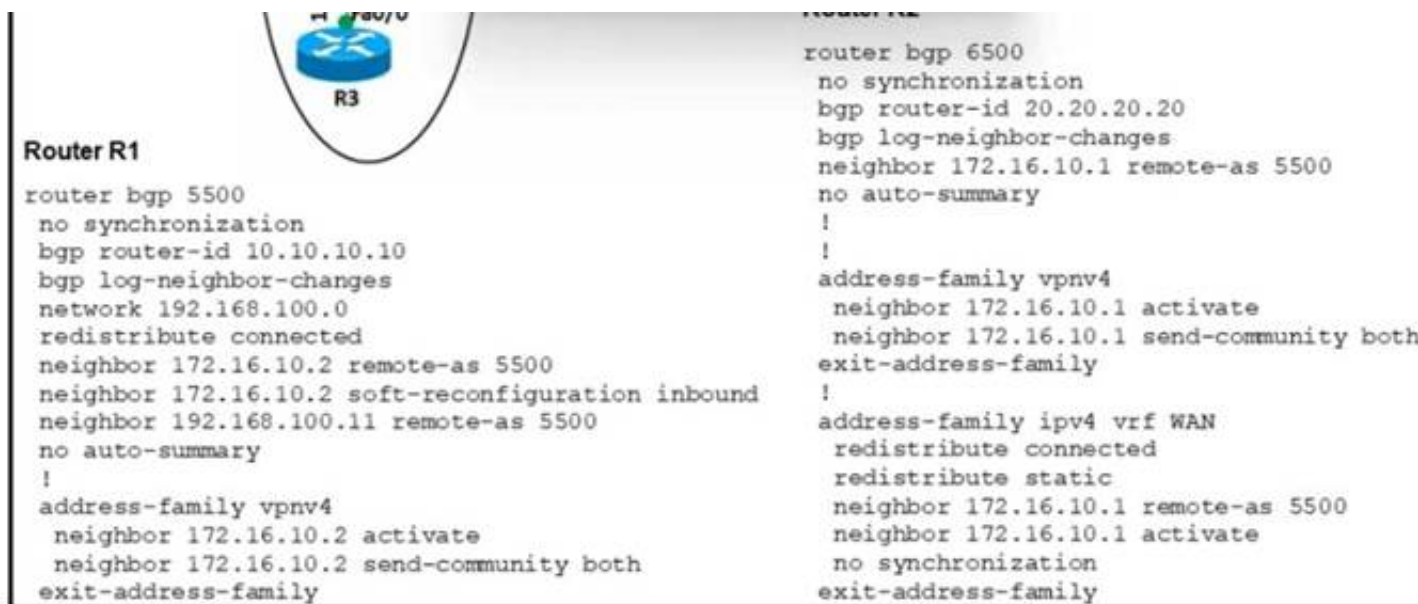 Fa0/0
R3
Router R1
router bgp 5500
no synchronization
bgp router-id 10.10.10.10
bgp log-neighbor-changes
network 192.168.100.0
redistribute connected
neighbor 172.16.10.2 remote-as 5500
neighbor 172.16.10.2 soft-reconfiguration inbound
neighbor 192.168.100.11 remote-as 5500
no auto-summary
!
address-family vpnv4
neighbor 172.16.10.2 activate
neighbor 172.16.10.2 send-community both
exit-address-family
Router R2
router bgp 6500
no synchronization
bgp router-id 20.20.20.20
bgp log-neighbor-changes
neighbor 172.16.10.1 remote-as 5500
no auto-summary
!
!
address-family vpnv4
neighbor 172.16.10.1 activate
neighbor 172.16.10.1 send-community both
exit-address-family
!
address-family ipv4 vrf WAN
redistribute connected
redistribute static
neighbor 172.16.10.1 remote-as 5500
neighbor 172.16.10.1 activate
no synchronization
exit-address-family